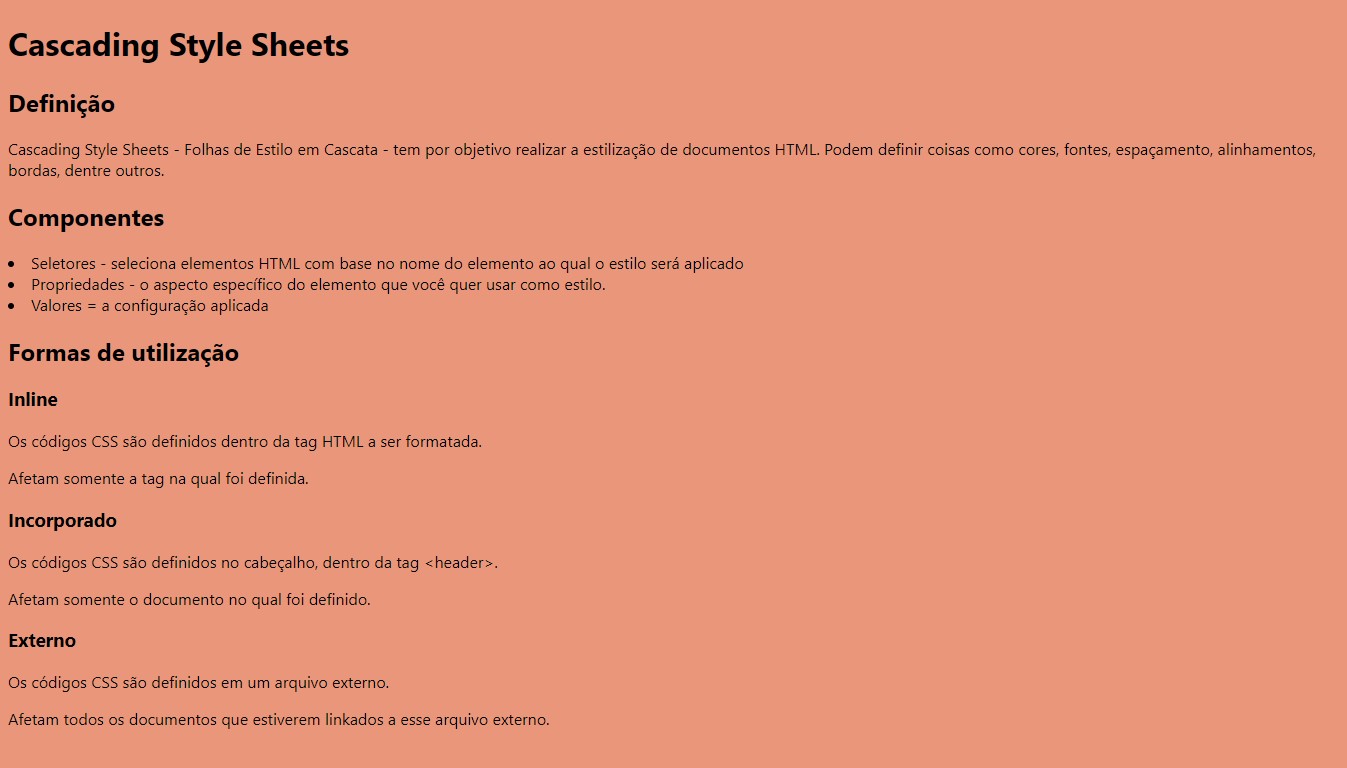 Cascading Style Sheets
Definição
Cascading Style Sheets - Folhas de Estilo em Cascata - tem por objetivo realizar a estilização de documentos HTML. Podem definir coisas como cores, fontes, espaçamento, alinhamentos,
bordas, dentre outros.
Componentes
• Seletores - seleciona elementos HTML com base no nome do elemento ao qual o estilo será aplicado
• Propriedades - o aspecto específico do elemento que você quer usar como estilo.
• Valores = a configuração aplicada
Formas de utilização
Inline
Os códigos CSS são definidos dentro da tag HTML a ser formatada.
Afetam somente a tag na qual foi definida.
Incorporado
Os códigos CSS são definidos no cabeçalho, dentro da tag <header>.
Afetam somente o documento no qual foi definido.
Externo
Os códigos CSS são definidos em um arquivo externo.
Afetam todos os documentos que estiverem linkados a esse arquivo externo.